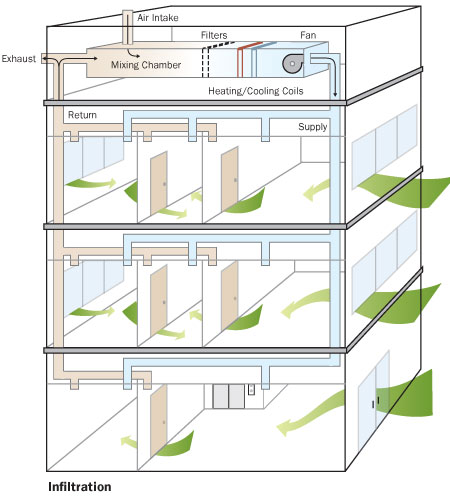 Air Intake
Filters
Fan
Exhaust
Mixing Chamber
Heating/Cooling Coils
Return
Supply
Infiltration